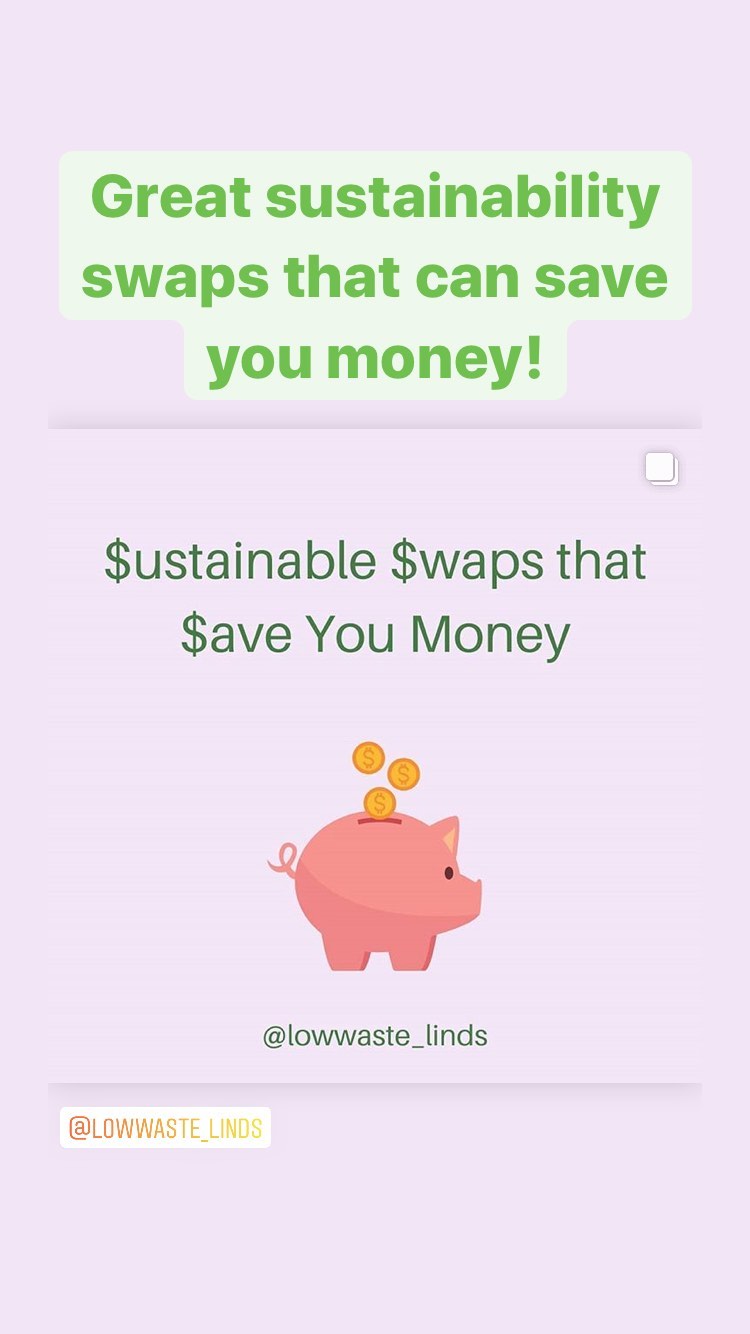 Great sustainability
swaps that can save
you money!
$ustainable $waps that
$ave You Money
$
$
$
@lowwaste_linds
@LOWWASTE_LINDS